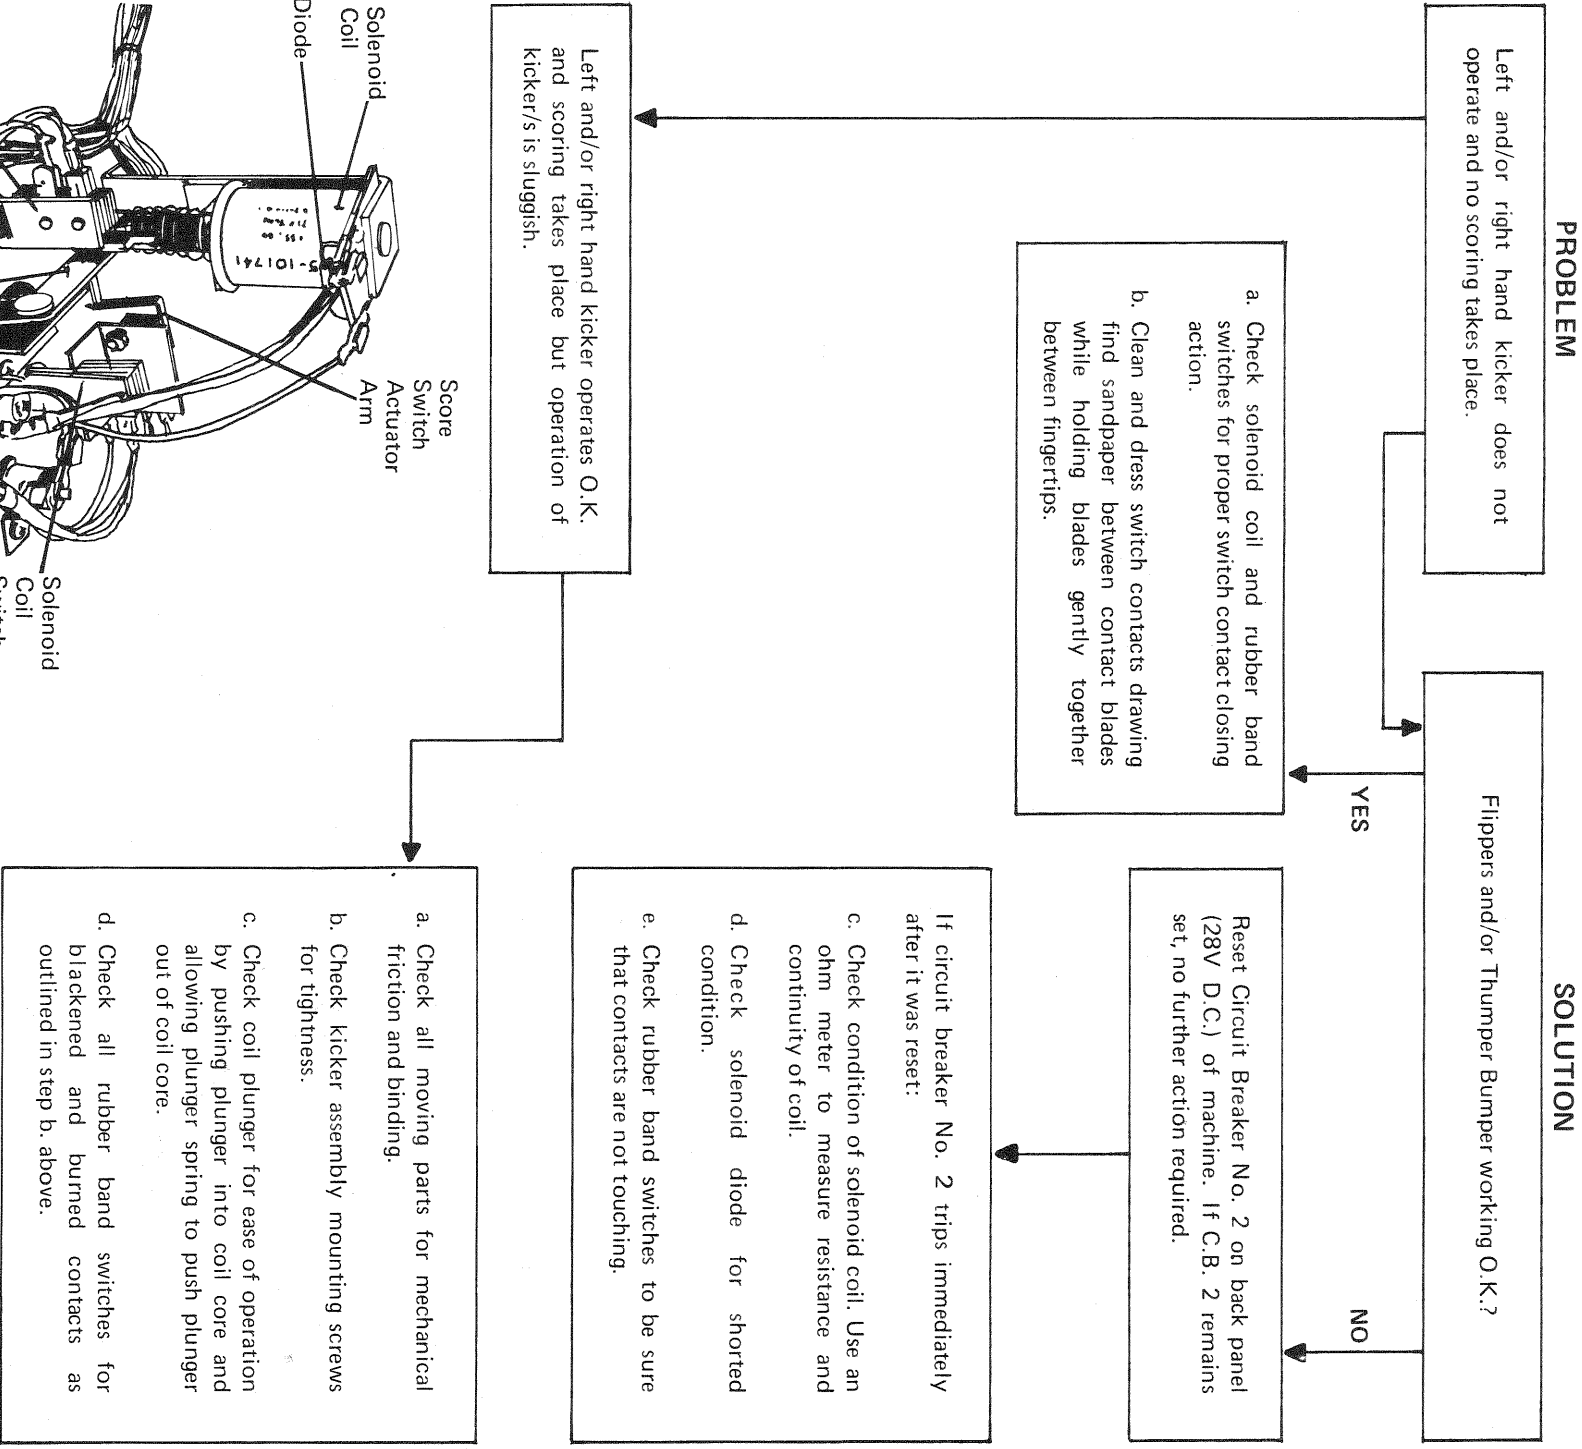 PROBLEM
SOLUTION
Left and/or right hand kicker does not
operate and no scoring takes place.
Flippers and/or Thumper Bumper working O.K.?
YES
NO
a. Check solenoid coil and rubber band
switches for proper switch contact closing
action.
b. Clean and dress switch contacts drawing
find sandpaper between contact blades
while holding blades gently together
between fingertips.
Reset Circuit Breaker No. 2 on back panel
(28V D.C.) of machine. If C.B. 2 remains
set, no further action required.
If circuit breaker No. 2 trips immediately
after it was reset:
c. Check condition of solenoid coil. Use an
ohm meter to measure resistance and
continuity of coil.
d. Check solenoid diode for shorted
condition.
e. Check rubber band switches to be sure
that contacts are not touching.
Left and/or right hand kicker operates O.K.
and scoring takes place but operation of
kicker/s is sluggish.
a. Check all moving parts for mechanical
friction and binding.
b. Check kicker assembly mounting screws
for tightness.
c. Check coil plunger for ease of operation
by pushing plunger into coil core and
allowing plunger spring to push plunger
out of coil core.
d. Check all rubber band switches for
blackened and burned contacts as
outlined in step b. above.
Solenoid
Coil
Diode
Score
Switch
Actuator
Arm
5-101741
Solenoid
Coil